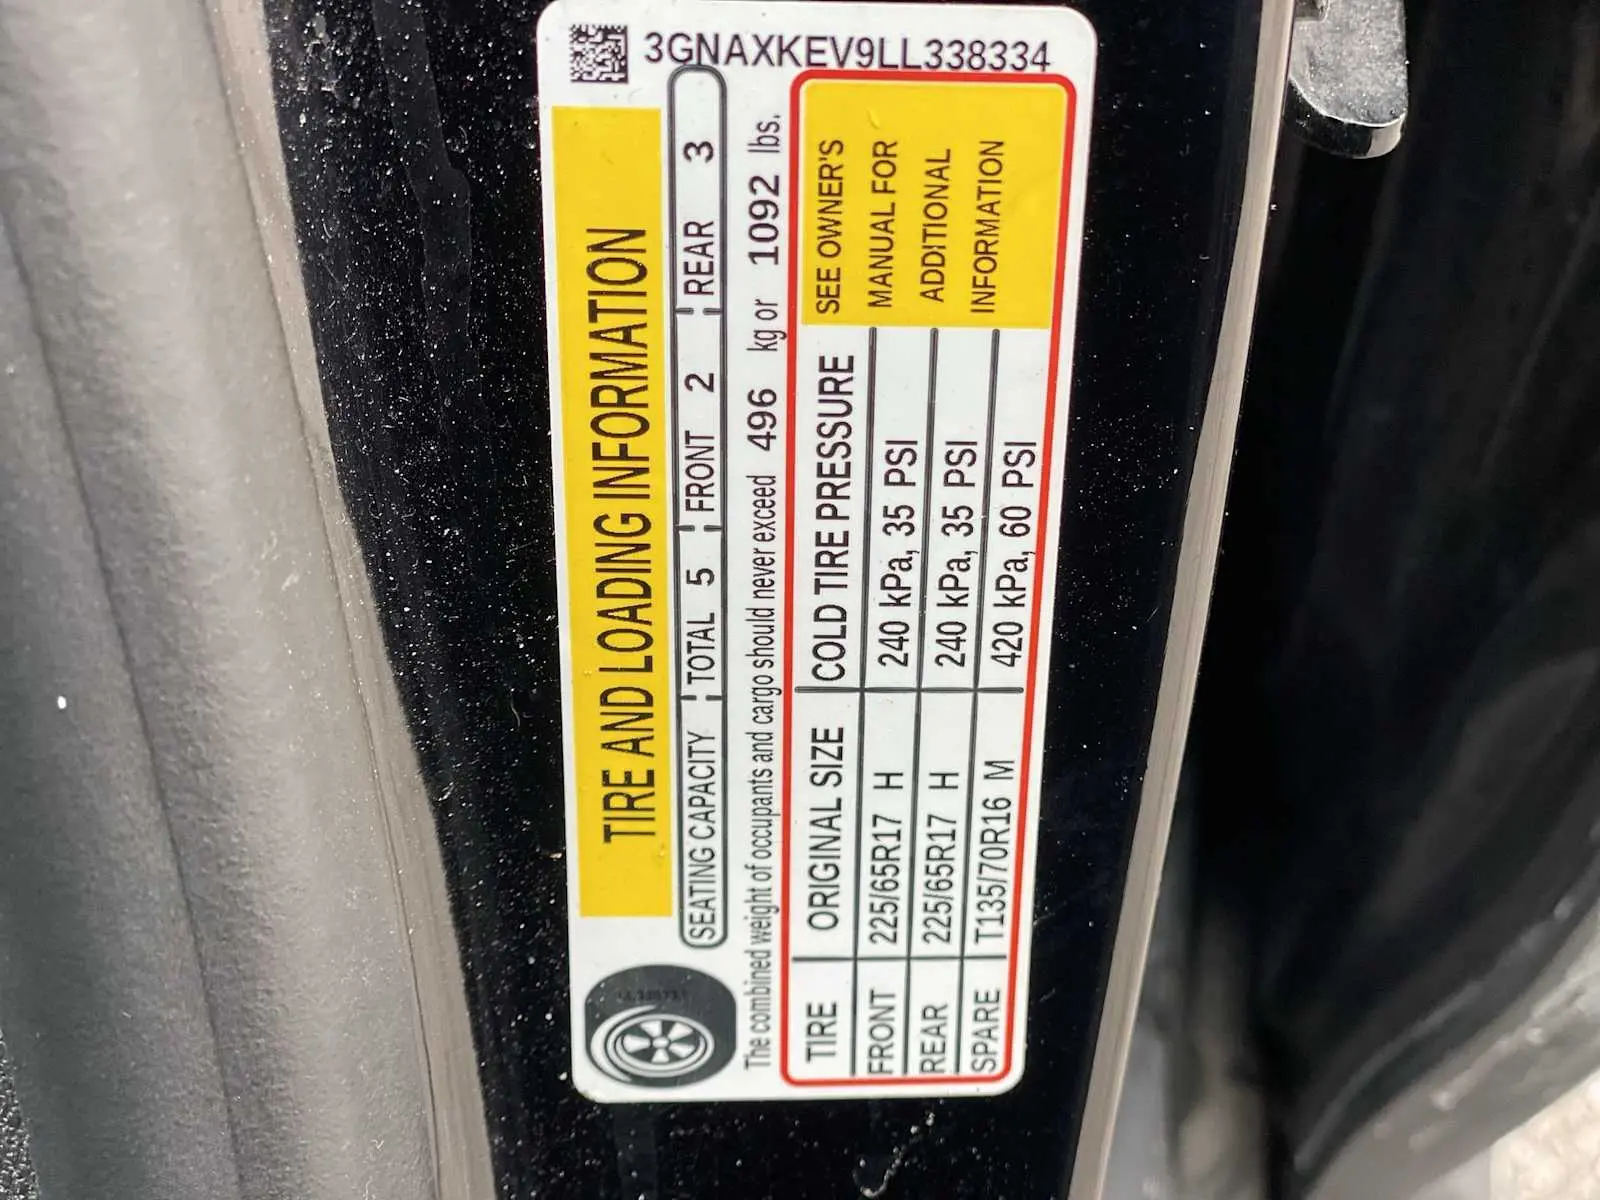 3GNAXKEV9LL338334
TIRE AND LOADING INFORMATION
SEATING CAPACITY TOTAL 5 FRONT 2 REAR 3
The combined weight of occupants and cargo should never exceed 496 kg or 1092 lbs.
TIRE ORIGINAL SIZE COLD TIRE PRESSURE
FRONT 225/65R17 H 240 kPa, 35 PSI
REAR 225/65R17 H 240 kPa, 35 PSI
SPARE T135/70R16 M 420 kPa, 60 PSI
SEE OWNER'S
MANUAL FOR
ADDITIONAL
INFORMATION